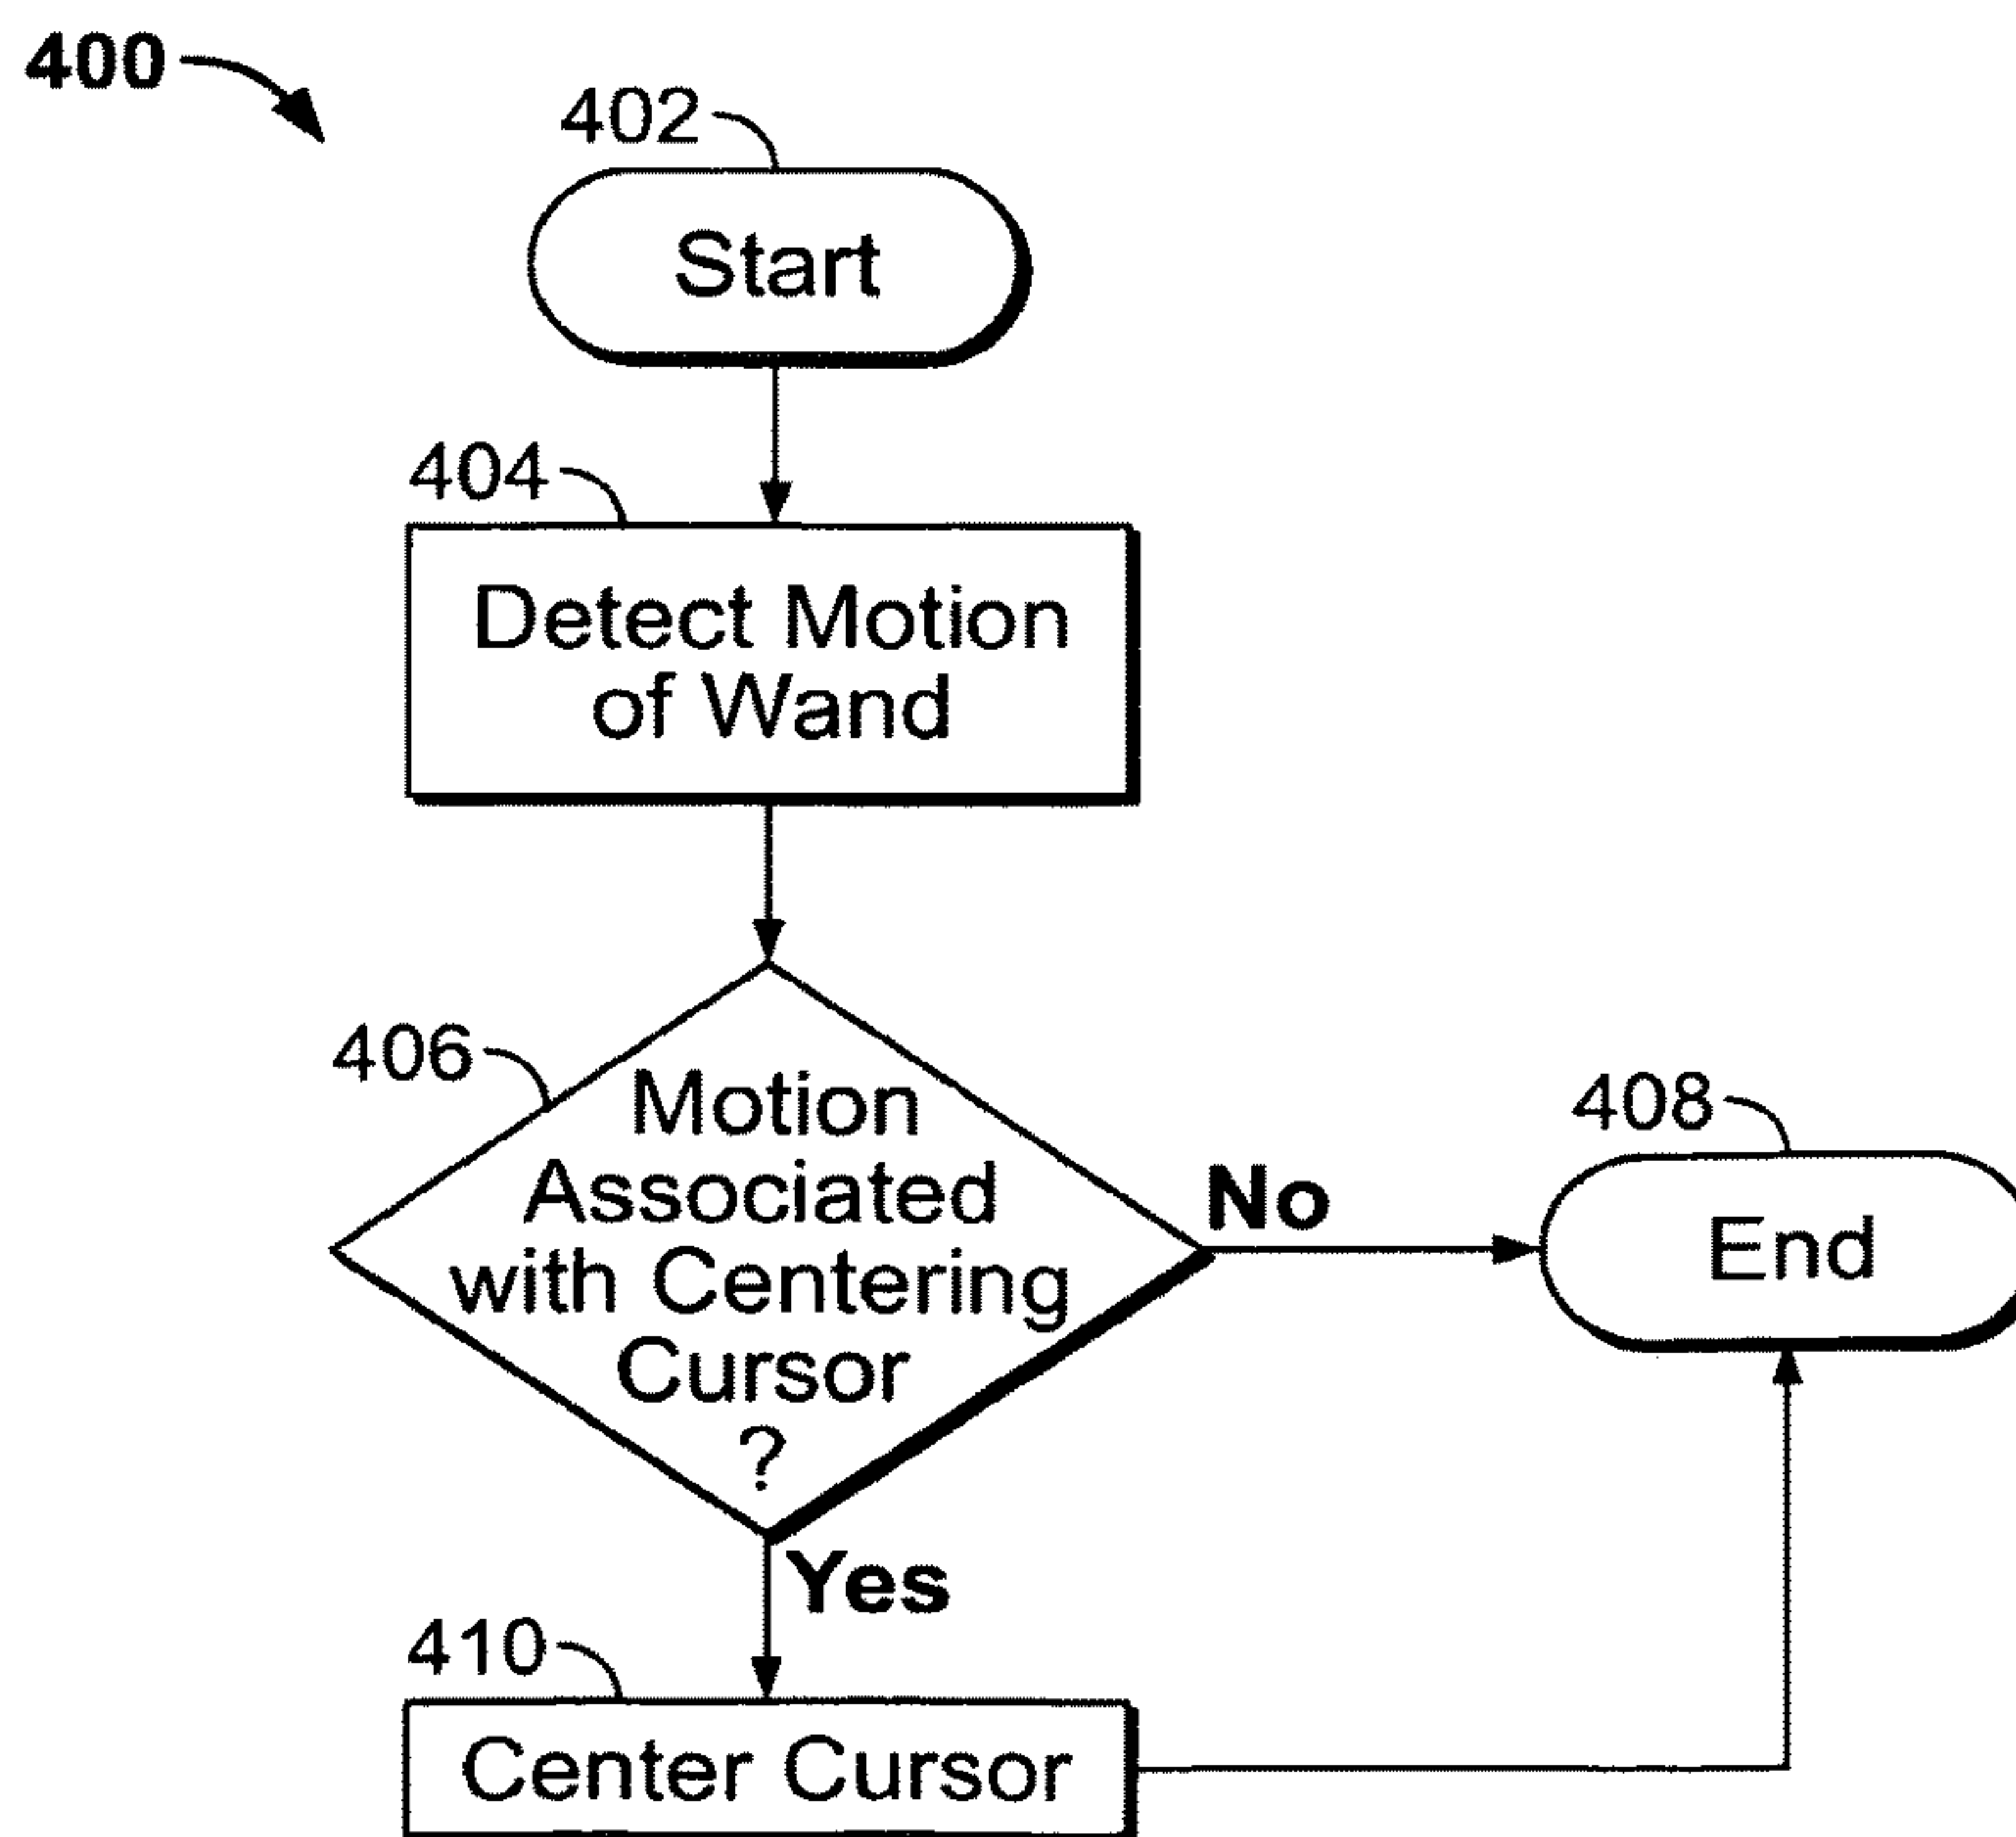 400
402
Start
404
Detect Motion
of Wand
406
Motion
Associated
with Centering
Cursor
?
No
408
End
Yes
410
Center Cursor